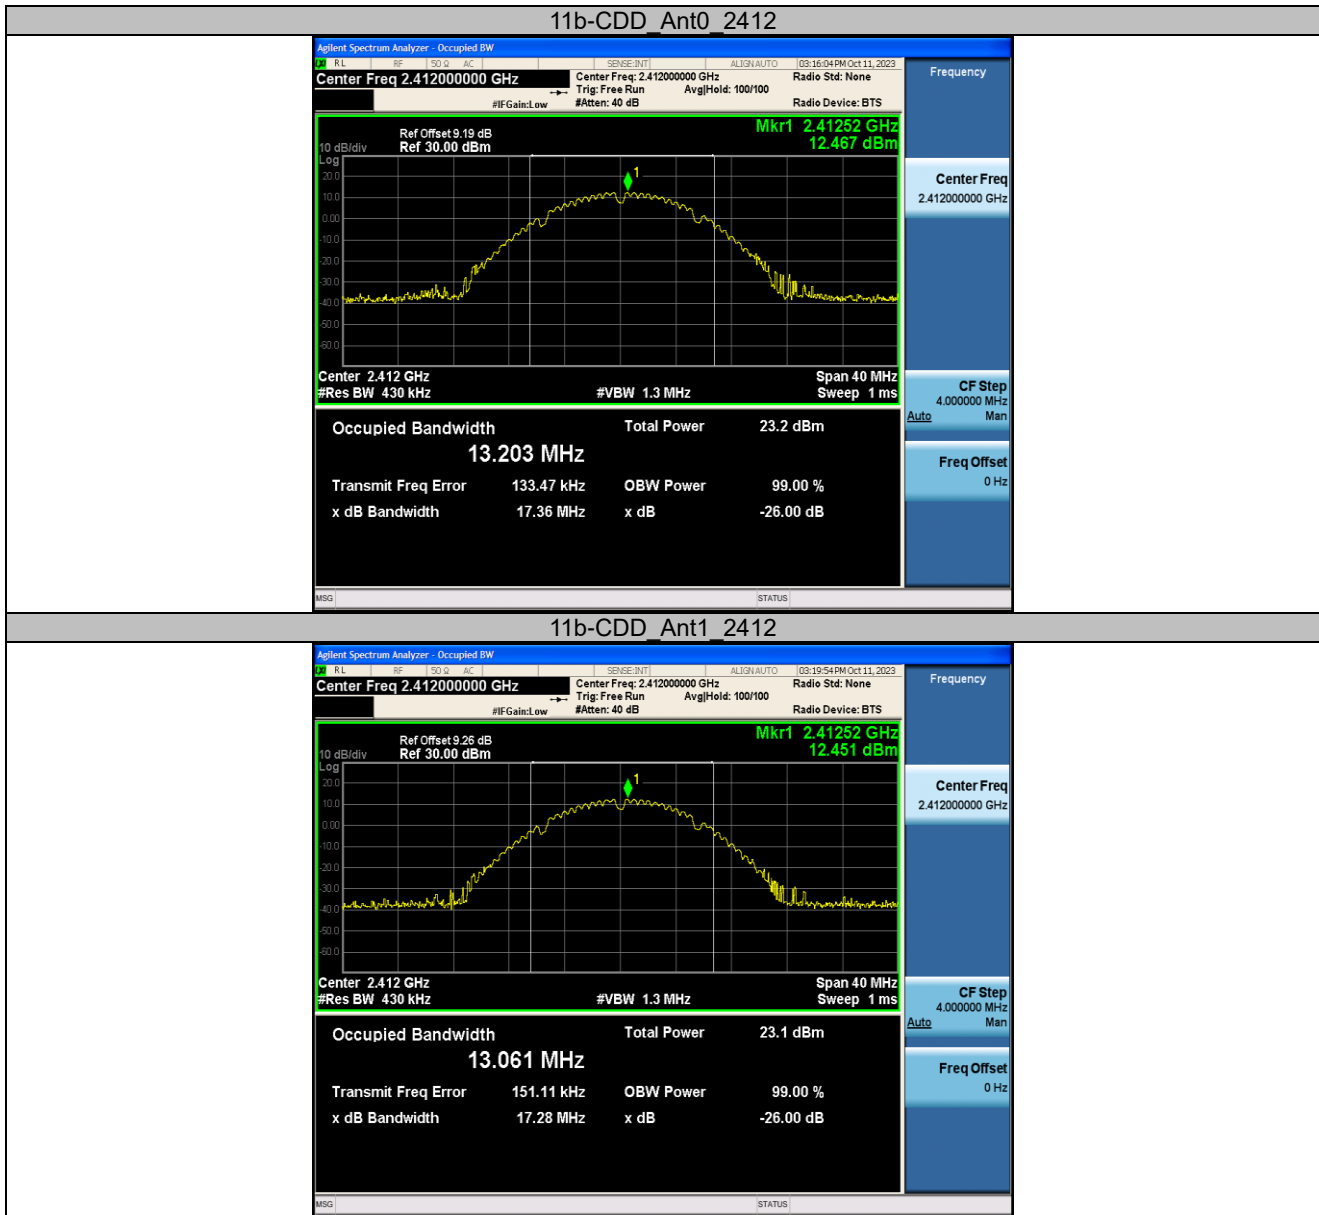 11b-CDD_Ant0_2412
Agilent Spectrum Analyzer - Occupied BW
RL RF 50 Ω AC SENSE:INT ALIGN AUTO 03:16:04 PM Oct 11, 2023
Center Freq 2.412000000 GHz
Center Freq: 2.412000000 GHz
Radio Std: None
Trig: Free Run Avg|Hold: 100/100
#IFGain:Low #Atten: 40 dB Radio Device: BTS
Frequency
Mkr1 2.41252 GHz
12.467 dBm
Ref Offset 9.19 dB
10 dB/div Ref 30.00 dBm
Log
20.0
10.0
0.00
-10.0
-20.0
-30.0
-40.0
-50.0
-60.0
1
Center 2.412 GHz Span 40 MHz
#Res BW 430 kHz #VBW 1.3 MHz Sweep 1 ms
Occupied Bandwidth Total Power 23.2 dBm
13.203 MHz
Transmit Freq Error 133.47 kHz OBW Power 99.00 %
x dB Bandwidth 17.36 MHz x dB -26.00 dB
Center Freq
2.412000000 GHz
CF Step
4.000000 MHz
Auto Man
Freq Offset
0 Hz
MSG STATUS
11b-CDD_Ant1_2412
Agilent Spectrum Analyzer - Occupied BW
RL RF 50 Ω AC SENSE:INT ALIGN AUTO 03:19:54 PM Oct 11, 2023
Center Freq 2.412000000 GHz
Center Freq: 2.412000000 GHz
Radio Std: None
Trig: Free Run Avg|Hold: 100/100
#IFGain:Low #Atten: 40 dB Radio Device: BTS
Frequency
Mkr1 2.41252 GHz
12.451 dBm
Ref Offset 9.26 dB
10 dB/div Ref 30.00 dBm
Log
20.0
10.0
0.00
-10.0
-20.0
-30.0
-40.0
-50.0
-60.0
1
Center 2.412 GHz Span 40 MHz
#Res BW 430 kHz #VBW 1.3 MHz Sweep 1 ms
Occupied Bandwidth Total Power 23.1 dBm
13.061 MHz
Transmit Freq Error 151.11 kHz OBW Power 99.00 %
x dB Bandwidth 17.28 MHz x dB -26.00 dB
Center Freq
2.412000000 GHz
CF Step
4.000000 MHz
Auto Man
Freq Offset
0 Hz
MSG STATUS